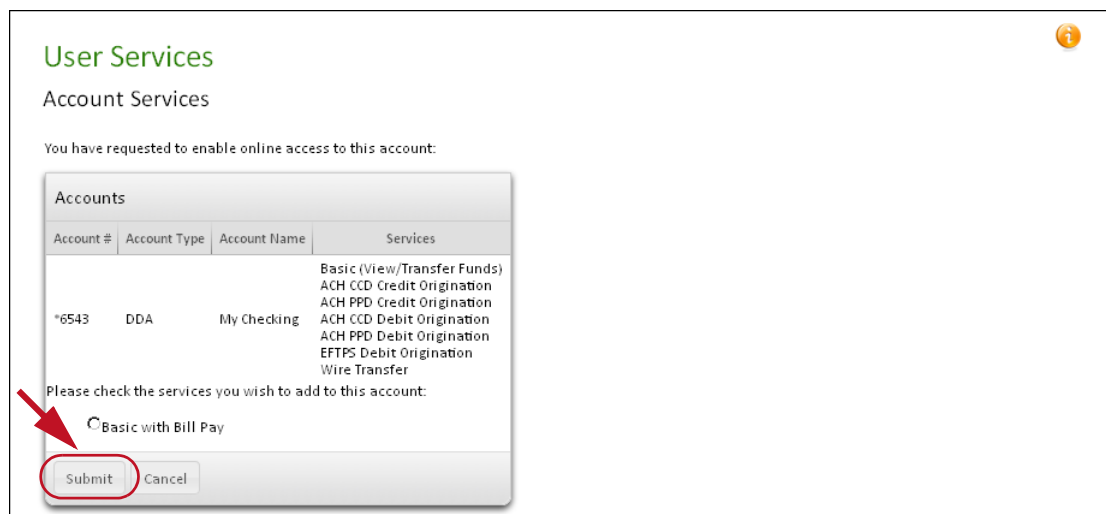 User Services
Account Services
You have requested to enable online access to this account:
Accounts
Account # Account Type Account Name Services
Basic (View/Transfer Funds)
ACH CCD Credit Origination
ACH PPD Credit Origination
*6543 DDA My Checking ACH CCD Debit Origination
ACH PPD Debit Origination
EFTPS Debit Origination
Wire Transfer
Please check the services you wish to add to this account:
Basic with Bill Pay
Submit Cancel